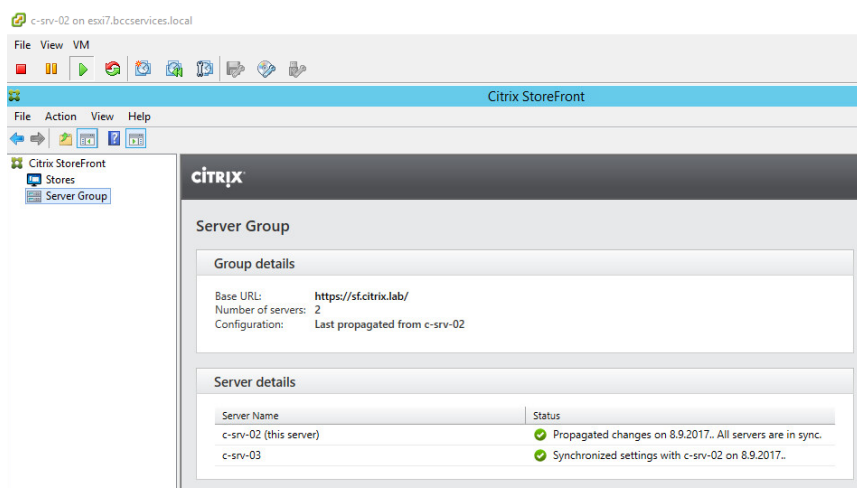 c-srv-02 on esxi7.bccservices.local
File View VM
Citrix StoreFront
File Action View Help
Citrix StoreFront
Stores
Server Group
CITRIX
Server Group
Group details
Base URL: https://sf.citrix.lab/
Number of servers: 2
Configuration: Last propagated from c-srv-02
Server details
Server Name Status
c-srv-02 (this server) Propagated changes on 8.9.2017.. All servers are in sync.
c-srv-03 Synchronized settings with c-srv-02 on 8.9.2017..